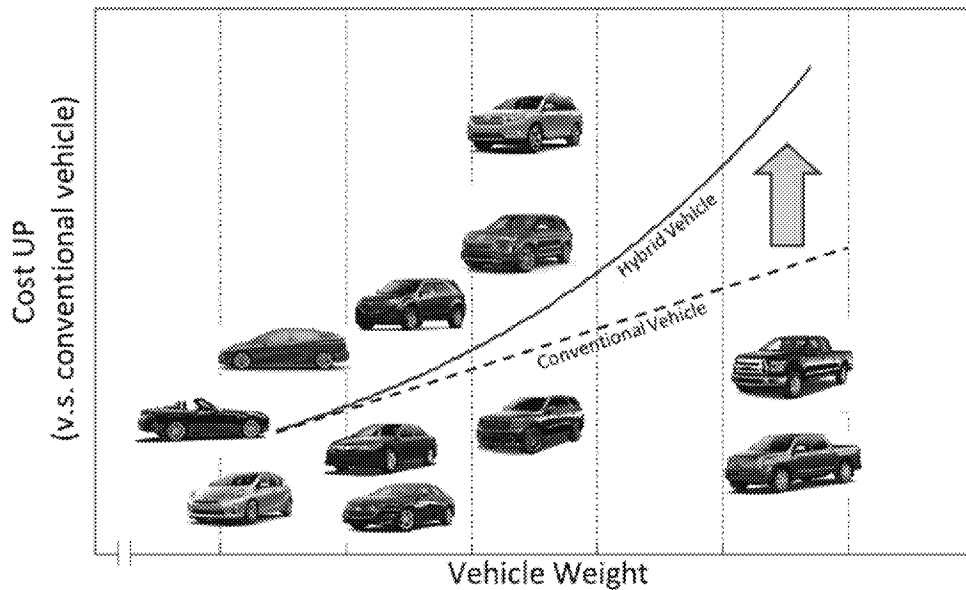 Cost UP
(v.s. conventional vehicle)
Hybrid Vehicle
Conventional Vehicle
Vehicle Weight